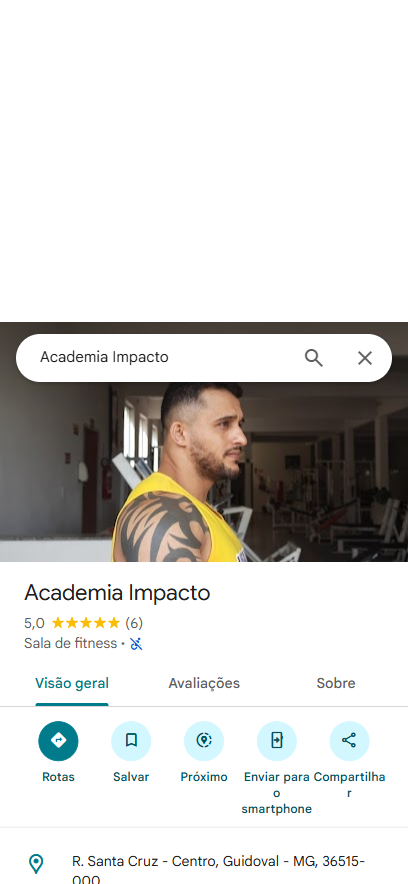 Academia Impacto
Academia Impacto
5,0 (6)
Sala de fitness ·
Visão geral
Avaliações
Sobre
Rotas
Salvar
Próximo
Enviar para o smartphone
Compartilhar
R. Santa Cruz - Centro, Guidoval - MG, 36515-
000